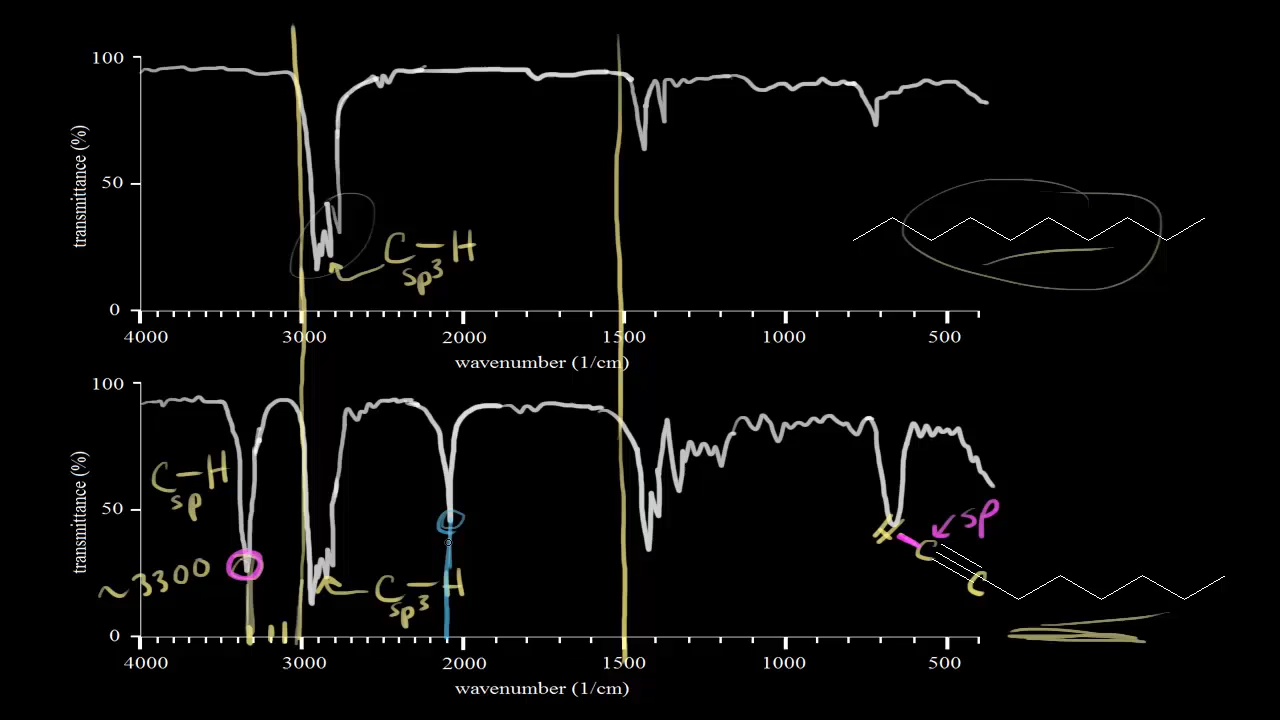 100
50
0
transmittance (%)
C-H
sp³
4000 3000 2000 1500 1000 500
wavenumber (1/cm)
100
50
0
transmittance (%)
C-H
sp
~3300
C-H
sp³
H-C
C
sp
4000 3000 2000 1500 1000 500
wavenumber (1/cm)